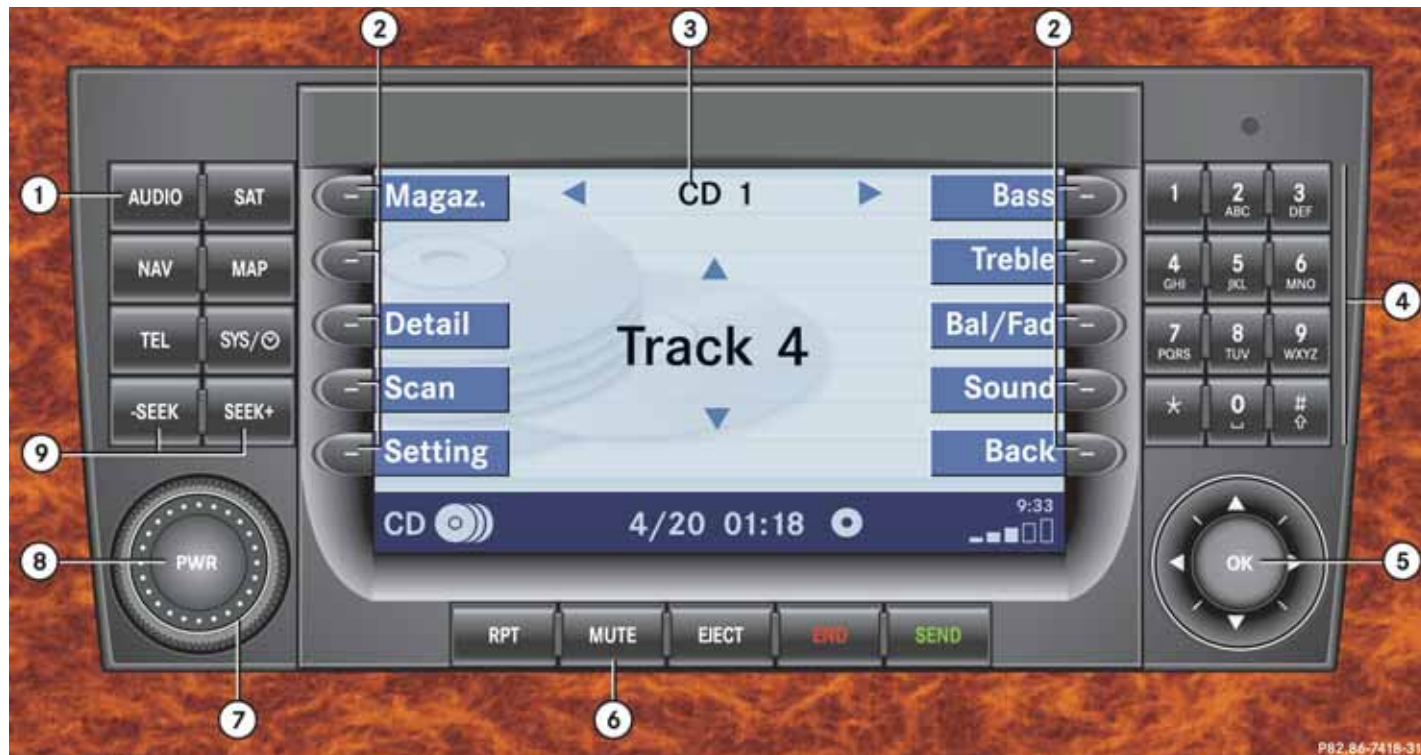 2 3 2
1 AUDIO SAT
NAV MAP
TEL SYS/
-SEEK SEEK+
9
8 PWR
7
Magaz. CD 1 Bass
Treble
Detail Track 4 Bal/Fad
Scan Sound
Setting Back
CD 4/20 01:18 9:33
RPT MUTE EJECT END SEND
6
1 2 ABC 3 DEF
4 GHI 5 JKL 6 MNO
7 PQRS 8 TUV 9 WXYZ
* 0 #
4
OK 5
P82.86-7418-31